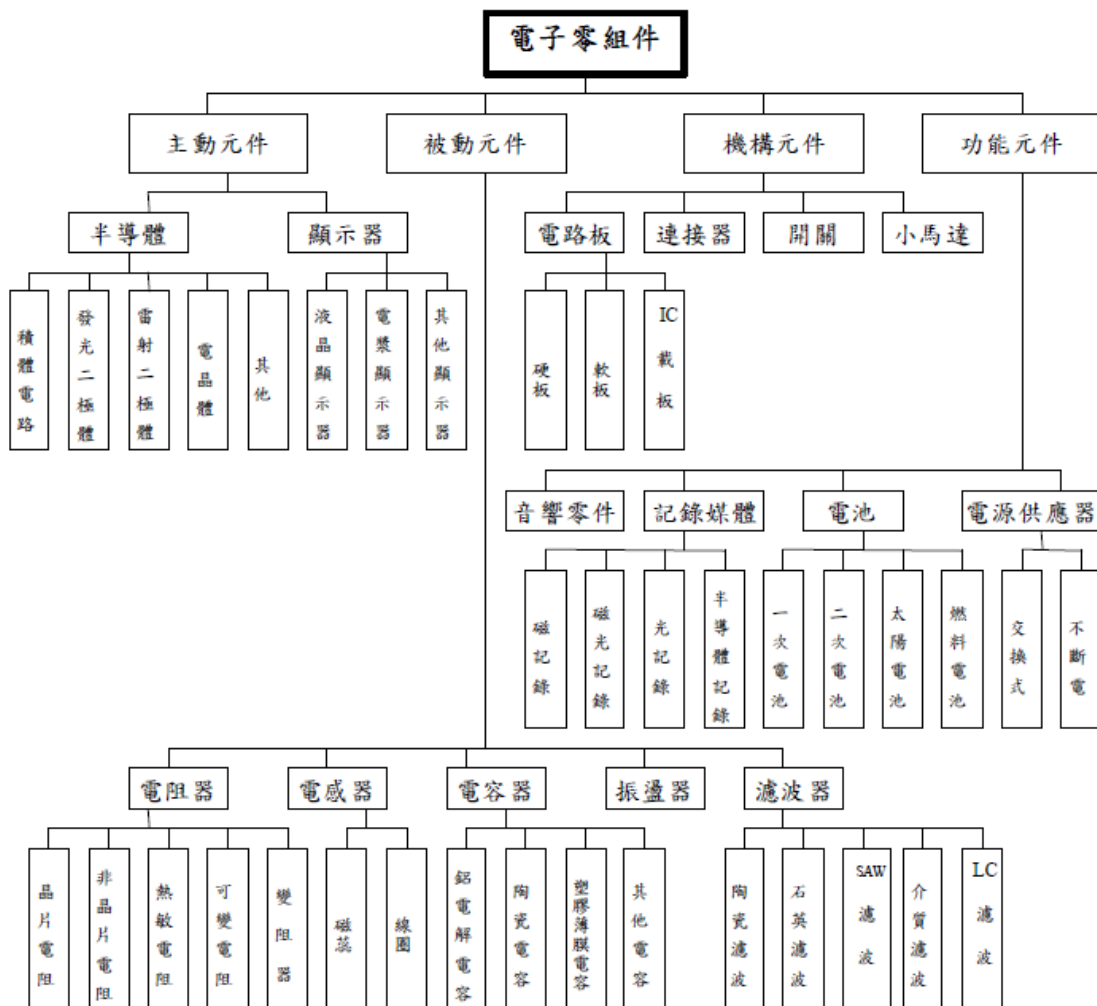 電子零組件
主動元件
被動元件
機構元件
功能元件
半導體
顯示器
電路板
連接器
開關
小馬達
積體電路
發光二極體
雷射二極體
電晶體
其他
液晶顯示器
電漿顯示器
其他顯示器
硬板
軟板
IC載板
音響零件
記錄媒體
電池
電源供應器
磁記錄
磁光記錄
光記錄
半導體記錄
一次電池
二次電池
太陽電池
燃料電池
交換式
不斷電
電阻器
電感器
電容器
振盪器
濾波器
晶片電阻
非晶片電阻
熱敏電阻
可變電阻
變阻器
磁蕊
線圈
鋁電解電容
陶瓷電容
塑膠薄膜電容
其他電容
陶瓷濾波
石英濾波
SAW濾波
介質濾波
LC濾波